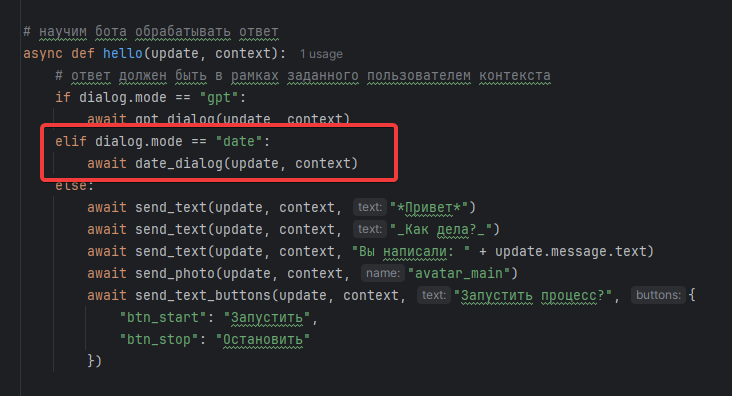 # научим бота обрабатывать ответ
async def hello(update, context): 1 usage
# ответ должен быть в рамках заданного пользователем контекста
if dialog.mode == "gpt":
await gpt_dialog(update, context)
elif dialog.mode == "date":
await date_dialog(update, context)
else:
await send_text(update, context, text: "*Привет*")
await send_text(update, context, text: "_Как дела?_")
await send_text(update, context, "Вы написали: " + update.message.text)
await send_photo(update, context, name: "avatar_main")
await send_text_buttons(update, context, text: "Запустить процесс?", buttons: {
"btn_start": "Запустить",
"btn_stop": "Остановить"
})